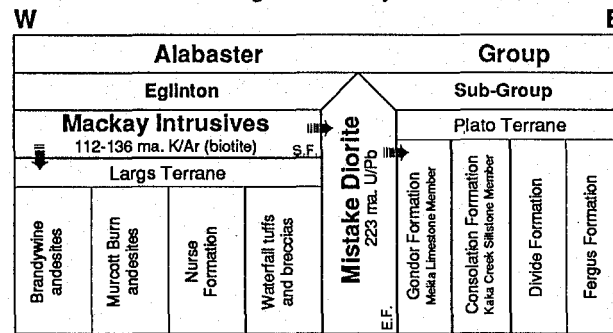 W
E
Alabaster Group
Eglinton Sub-Group
Mackay Intrusives
112-136 ma. K/Ar (biotite)
S.F.
Plato Terrane
Largs Terrane
Brandywine
andesites
Murcott Burn
andesites
Nurse
Formation
Waterfall tuffs
and breccias
Mistake Diorite
223 ma. U/Pb
E.F.
Gondor Formation
Melita Limestone Member
Consolation Formation
Kaka Creek Siltstone Member
Divide Formation
Fergus Formation